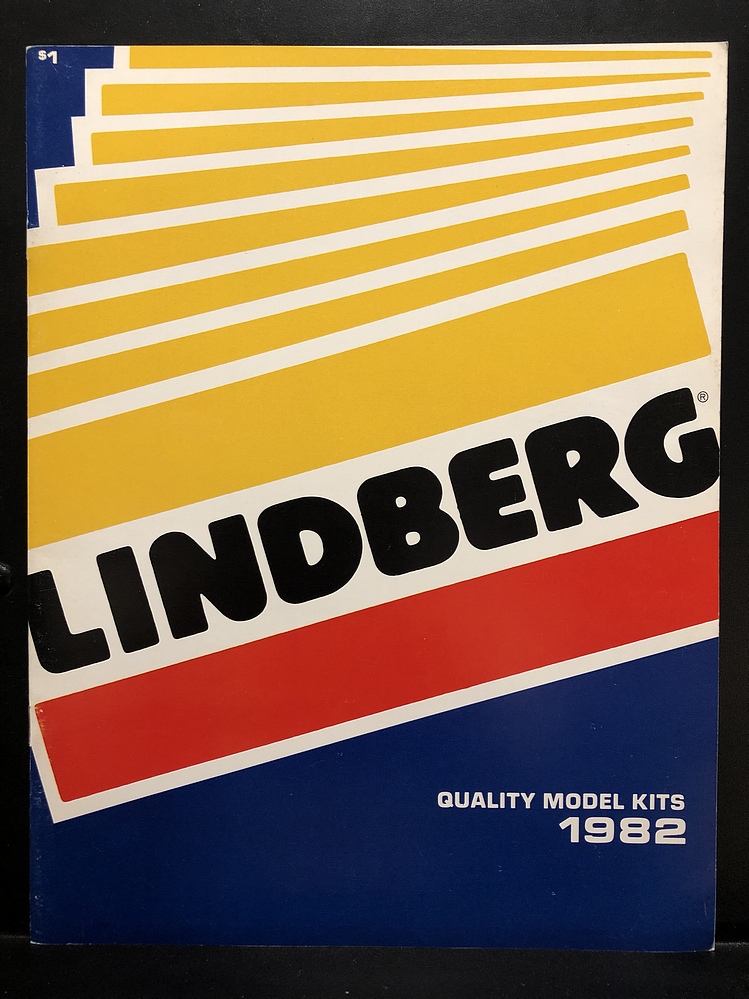 $1
LINDBERG®
QUALITY MODEL KITS
1982